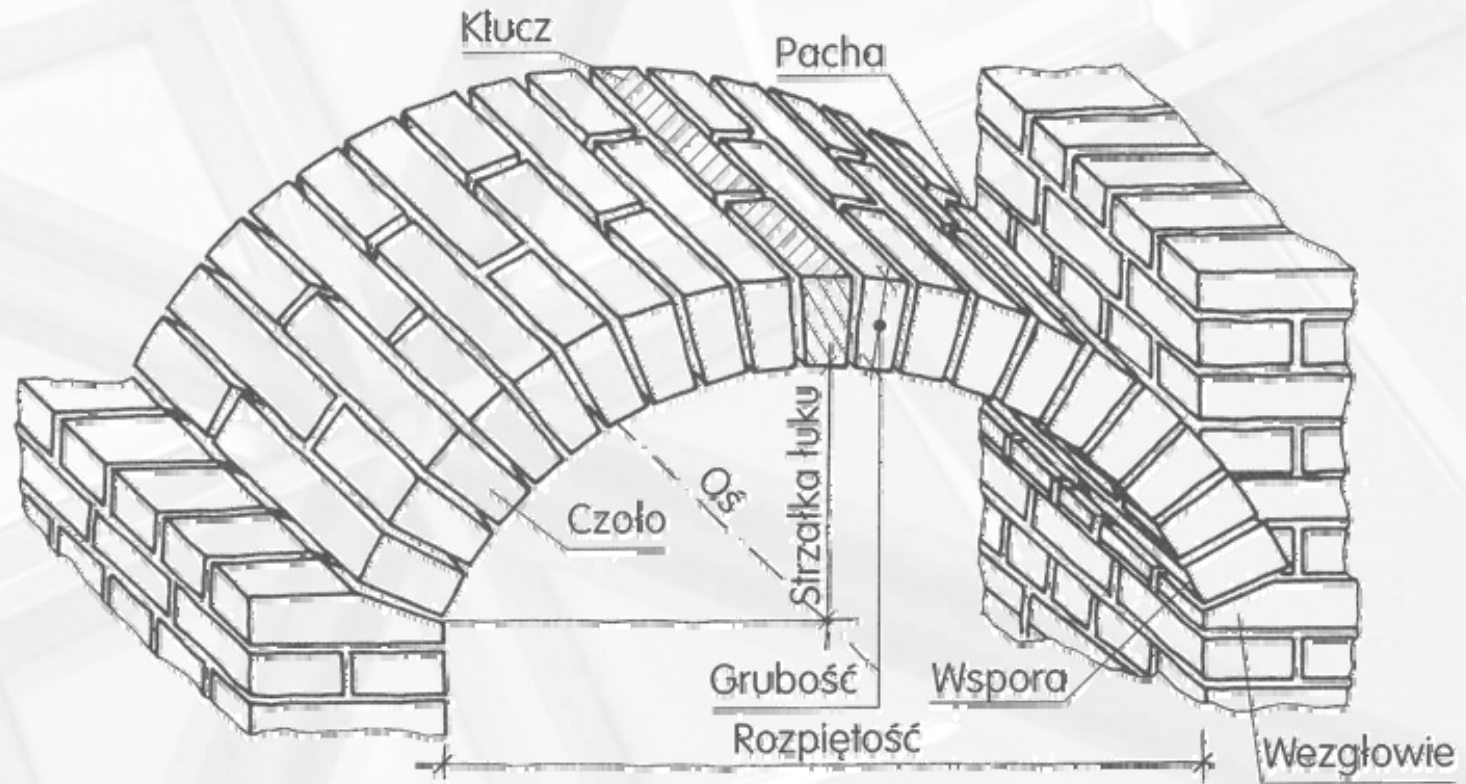 Klucz
Pacha
Czoło
Oś
Strzałka łuku
Grubość
Wspora
Rozpiętość
Wezgłowie